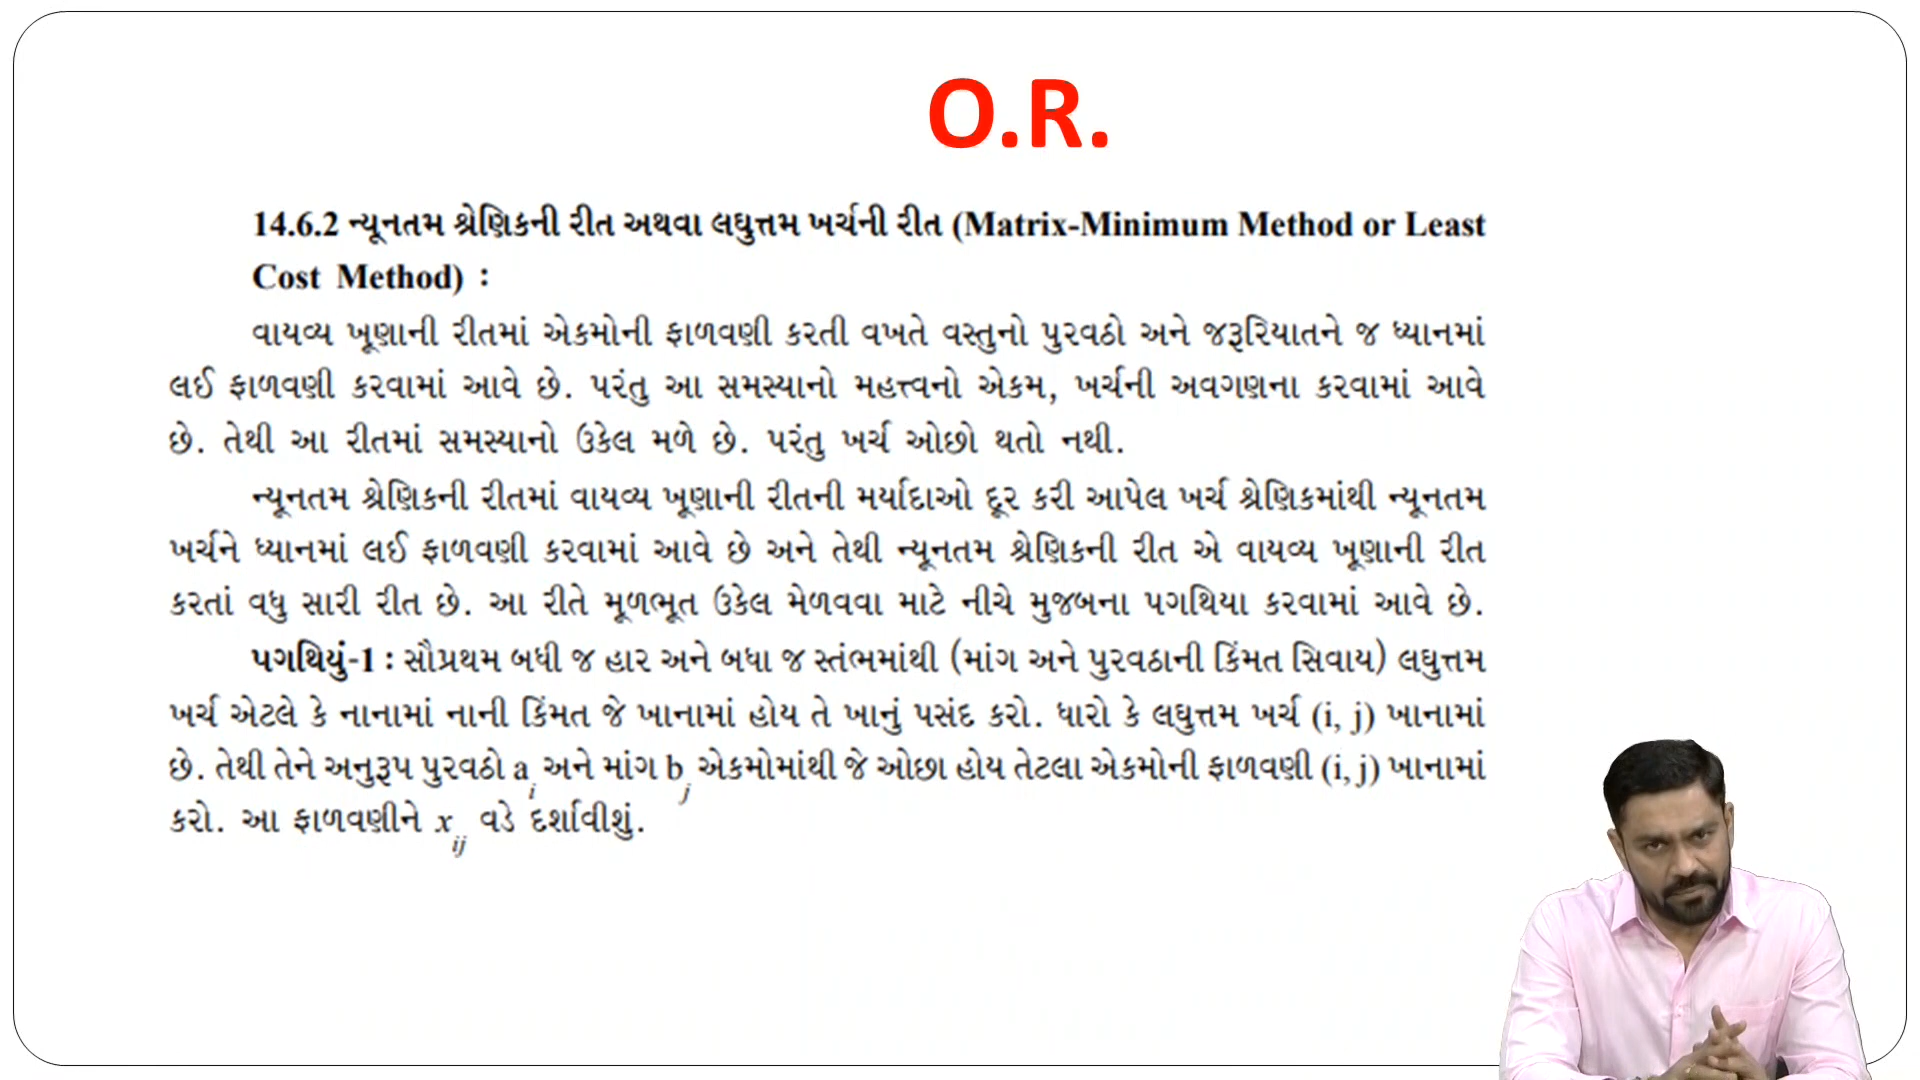 O.R.
14.6.2 ન્યૂનતમ શ્રેણિકની રીત અથવા લઘુત્તમ ખર્ચની રીત (Matrix-Minimum Method or Least
Cost Method) :
વાયવ્ય ખૂણાની રીતમાં એકમોની ફાળવણી કરતી વખતે વસ્તુનો પુરવઠો અને જરૂરિયાતને જ ધ્યાનમાં
લઈ ફાળવણી કરવામાં આવે છે. પરંતુ આ સમસ્યાનો મહત્ત્વનો એકમ, ખર્ચની અવગણના કરવામાં આવે
છે. તેથી આ રીતમાં સમસ્યાનો ઉકેલ મળે છે. પરંતુ ખર્ચ ઓછો થતો નથી.
ન્યૂનતમ શ્રેણિકની રીતમાં વાયવ્ય ખૂણાની રીતની મર્યાદાઓ દૂર કરી આપેલ ખર્ચ શ્રેણિકમાંથી ન્યૂનતમ
ખર્ચને ધ્યાનમાં લઈ ફાળવણી કરવામાં આવે છે અને તેથી ન્યૂનતમ શ્રેણિકની રીત એ વાયવ્ય ખૂણાની રીત
કરતાં વધુ સારી રીત છે. આ રીતે મૂળભૂત ઉકેલ મેળવવા માટે નીચે મુજબના પગથિયા કરવામાં આવે છે.
પગથિયું-1 : સૌપ્રથમ બધી જ હાર અને બધા જ સ્તંભમાંથી (માંગ અને પુરવઠાની કિંમત સિવાય) લઘુત્તમ
ખર્ચ એટલે કે નાનામાં નાની કિંમત જે ખાનામાં હોય તે ખાનું પસંદ કરો. ધારો કે લઘુત્તમ ખર્ચ (i, j) ખાનામાં
છે. તેથી તેને અનુરૂપ પુરવઠો a_i અને માંગ b_j એકમોમાંથી જે ઓછા હોય તેટલા એકમોની ફાળવણી (i, j) ખાનામાં
કરો. આ ફાળવણીને x_ij વડે દર્શાવીશું.